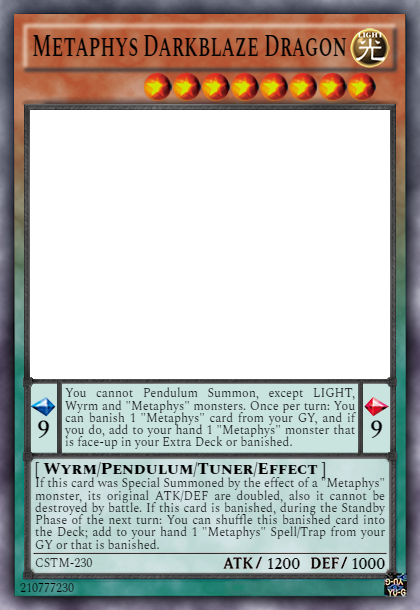 METAPHYS DARKBLAZE DRAGON
LIGHT
光
You cannot Pendulum Summon, except LIGHT,
Wyrm and "Metaphys" monsters. Once per turn: You
can banish 1 "Metaphys" card from your GY, and if
you do, add to your hand 1 "Metaphys" monster that
is face-up in your Extra Deck or banished.
9
9
[ WYRM/PENDULUM/TUNER/EFFECT ]
If this card was Special Summoned by the effect of a "Metaphys"
monster, its original ATK/DEF are doubled, also it cannot be
destroyed by battle. If this card is banished, during the Standby
Phase of the next turn: You can shuffle this banished card into
the Deck; add to your hand 1 "Metaphys" Spell/Trap from your
GY or that is banished.
CSTM-230
ATK / 1200 DEF / 1000
210777230
YU-G